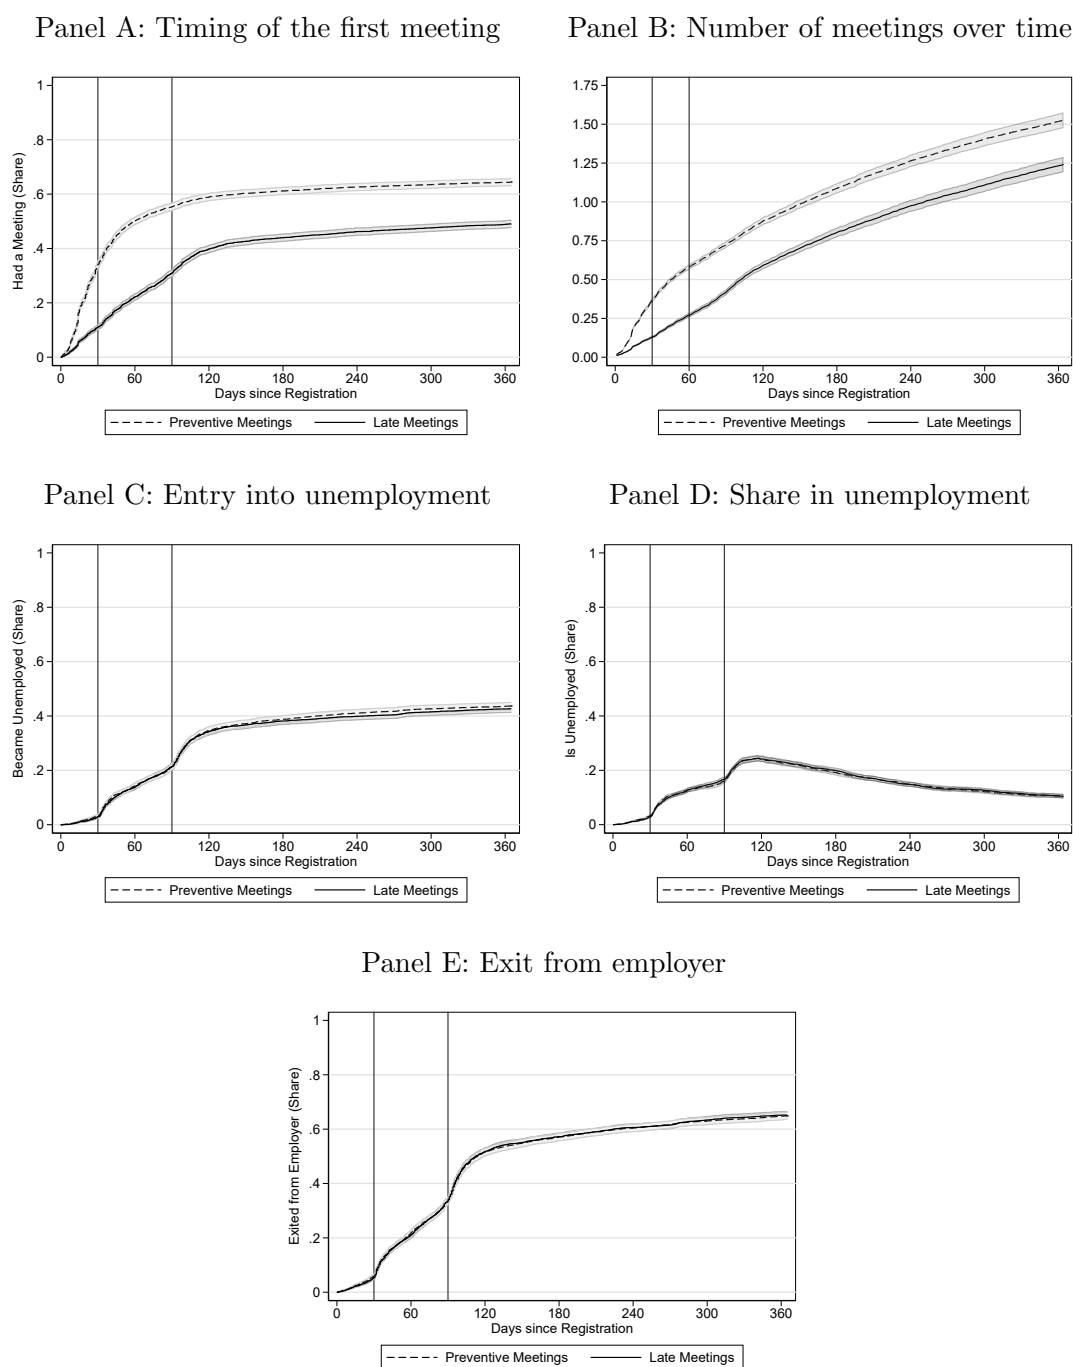 Panel A: Timing of the first meeting
Panel B: Number of meetings over time
Had a Meeting (Share)
1
.8
.6
.4
.2
0
0 60 120 180 240 300 360
Days since Registration
Preventive Meetings Late Meetings
1.75
1.50
1.25
1.00
0.75
0.50
0.25
0.00
0 60 120 180 240 300 360
Days since Registration
Preventive Meetings Late Meetings
Panel C: Entry into unemployment
Panel D: Share in unemployment
Became Unemployed (Share)
1
.8
.6
.4
.2
0
0 60 120 180 240 300 360
Days since Registration
Preventive Meetings Late Meetings
Is Unemployed (Share)
1
.8
.6
.4
.2
0
0 60 120 180 240 300 360
Days since Registration
Preventive Meetings Late Meetings
Panel E: Exit from employer
Exited from Employer (Share)
1
.8
.6
.4
.2
0
0 60 120 180 240 300 360
Days since Registration
Preventive Meetings Late Meetings